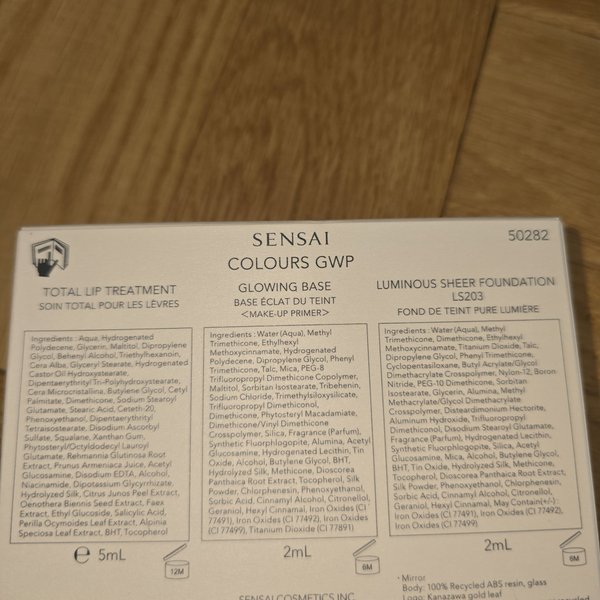 SENSAI
50282
COLOURS GWP
TOTAL LIP TREATMENT
SOIN TOTAL POUR LES LÈVRES
Ingredients : Aqua, Hydrogenated
Polydecene, Glycerin, Maltitol, Dipropylene
Glycol, Behenyl Alcohol, Triethylhexanoin,
Cera Alba, Glyceryl Stearate, Hydrogenated
Castor Oil Hydroxystearate,
Dipentaerythrityl Tri-Polyhydroxystearate,
Cera Microcristallina, Butylene Glycol, Cetyl
Palmitate, Dimethicone, Sodium Stearoyl
Glutamate, Stearic Acid, Ceteth-20,
Phenoxyethanol, Dipentaerythrityl
Tetraisostearate, Disodium Ascorbyl
Sulfate, Squalane, Xanthan Gum,
Phytosteryl/Octyldodecyl Lauroyl
Glutamate, Rehmannia Glutinosa Root
Extract, Prunus Armeniaca Juice, Acetyl
Glucosamine, Disodium EDTA, Alcohol,
Niacinamide, Dipotassium Glycyrrhizate,
Hydrolyzed Silk, Citrus Junos Peel Extract,
Oenothera Biennis Seed Extract, Faex
Extract, Ethyl Glucoside, Salicylic Acid,
Perilla Ocymoides Leaf Extract, Alpinia
Speciosa Leaf Extract, BHT, Tocopherol
e 5mL
12M
GLOWING BASE
BASE ÉCLAT DU TEINT
<MAKE-UP PRIMER>
Ingredients : Water (Aqua), Methyl
Trimethicone, Ethylhexyl
Methoxycinnamate, Hydrogenated
Polydecene, Dipropylene Glycol, Phenyl
Trimethicone, Talc, Mica, PEG-8
Trifluoropropyl Dimethicone Copolymer,
Maltitol, Sorbitan Isostearate, Tribehenin,
Sodium Chloride, Trimethylsiloxysilicate,
Trifluoropropyl Dimethiconol,
Dimethicone, Phytosteryl Macadamiate,
Dimethicone/Vinyl Dimethicone
Crosspolymer, Silica, Fragrance (Parfum),
Synthetic Fluorphlogopite, Alumina, Acetyl
Glucosamine, Hydrogenated Lecithin, Tin
Oxide, Alcohol, Butylene Glycol, BHT,
Hydrolyzed Silk, Methicone, Dioscorea
Panthaica Root Extract, Tocopherol, Silk
Powder, Chlorphenesin, Phenoxyethanol,
Sorbic Acid, Cinnamyl Alcohol, Citronellol,
Geraniol, Hexyl Cinnamal, Iron Oxides (CI
77491), Iron Oxides (CI 77492), Iron Oxides
(CI 77499), Titanium Dioxide (CI 77891)
2mL
6M
LUMINOUS SHEER FOUNDATION
LS203
FOND DE TEINT PURE LUMIÈRE
Ingredients : Water (Aqua), Methyl
Trimethicone, Dimethicone, Ethylhexyl
Methoxycinnamate, Titanium Dioxide, Talc,
Dipropylene Glycol, Phenyl Trimethicone,
Cyclopentasiloxane, Butyl Acrylate/Glycol
Dimethacrylate Crosspolymer, Nylon-12, Boron
Nitride, PEG-10 Dimethicone, Sorbitan
Isostearate, Glycerin, Alumina, Methyl
Methacrylate/Glycol Dimethacrylate
Crosspolymer, Disteardimonium Hectorite,
Aluminum Hydroxide, Trifluoropropyl
Dimethiconol, Disodium Stearoyl Glutamate,
Fragrance (Parfum), Hydrogenated Lecithin,
Synthetic Fluorphlogopite, Silica, Acetyl
Glucosamine, Mica, Alcohol, Butylene Glycol,
BHT, Tin Oxide, Hydrolyzed Silk, Methicone,
Tocopherol, Dioscorea Panthaica Root Extract,
Silk Powder, Phenoxyethanol, Chlorphenesin,
Sorbic Acid, Cinnamyl Alcohol, Citronellol,
Geraniol, Hexyl Cinnamal, May Contain(+/-)
Iron Oxides (CI 77491), Iron Oxides (CI 77492),
Iron Oxides (CI 77499)
2mL
6M
SENSAI COSMETICS INC.
* Mirror
Body: 100% Recycled ABS resin, glass
Logo: Kanazawa gold leaf